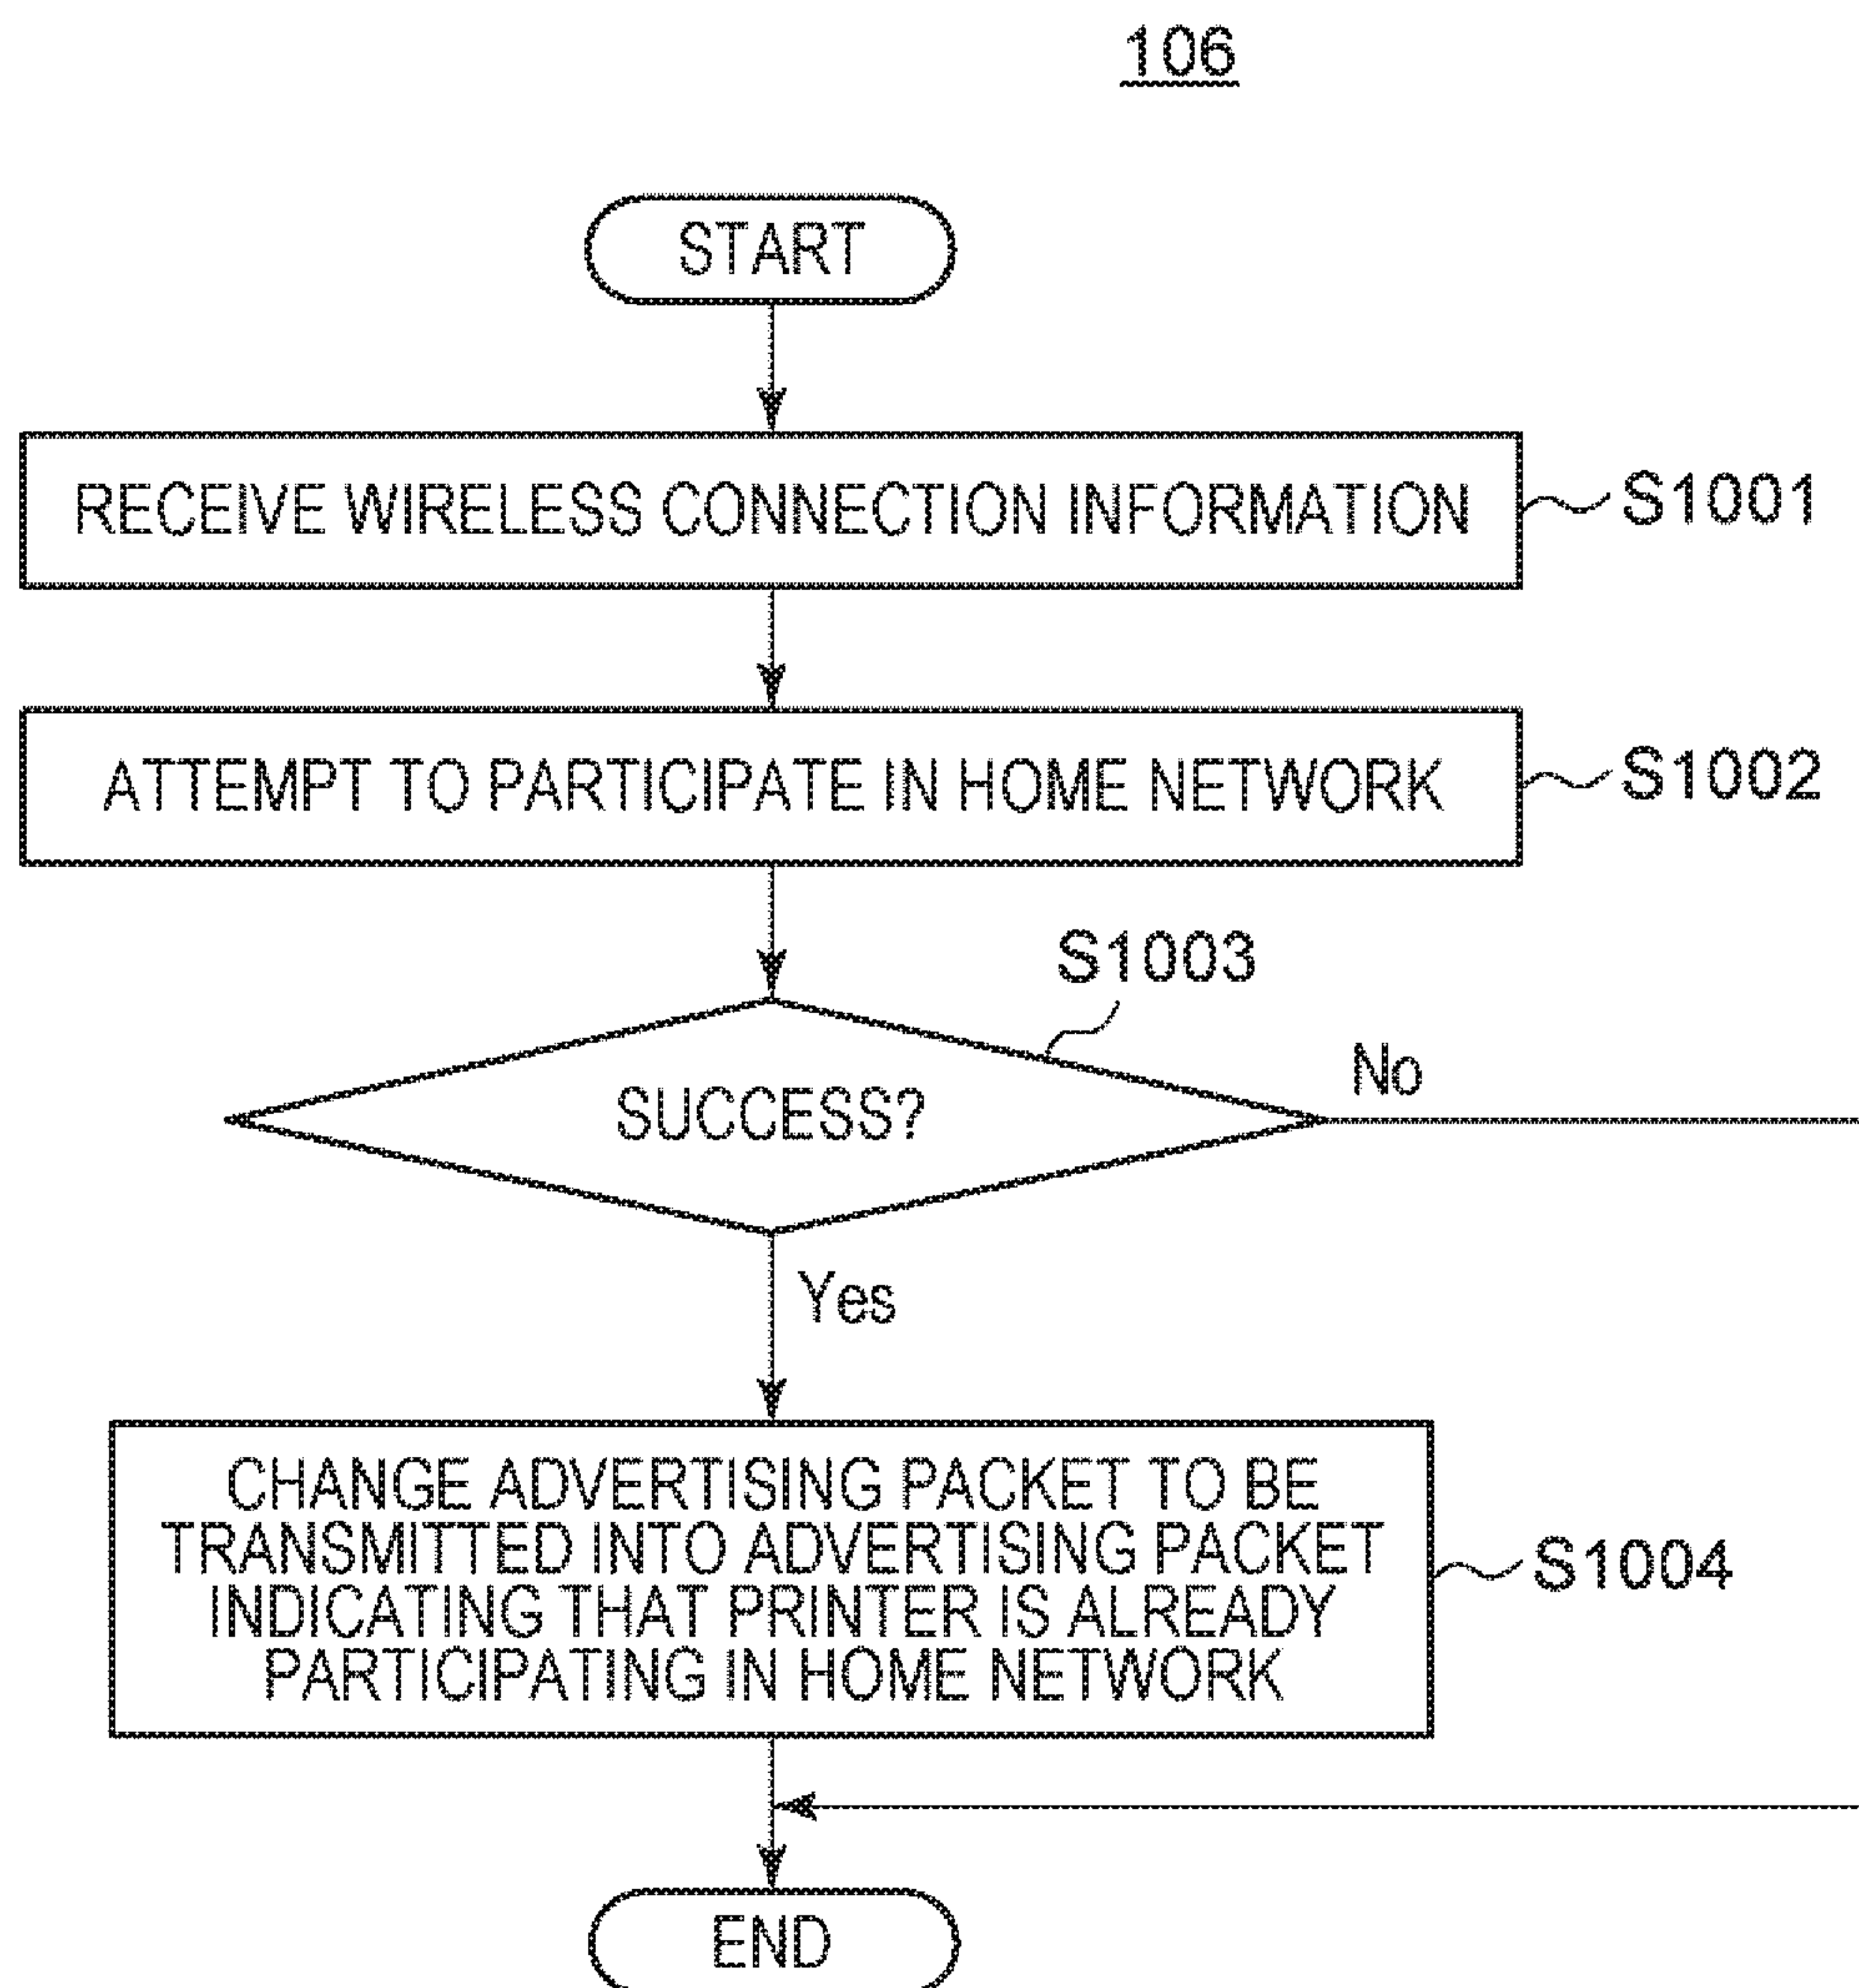 106
START
RECEIVE WIRELESS CONNECTION INFORMATION
S1001
ATTEMPT TO PARTICIPATE IN HOME NETWORK
S1002
S1003
SUCCESS?
No
Yes
CHANGE ADVERTISING PACKET TO BE
TRANSMITTED INTO ADVERTISING PACKET
INDICATING THAT PRINTER IS ALREADY
PARTICIPATING IN HOME NETWORK
S1004
END